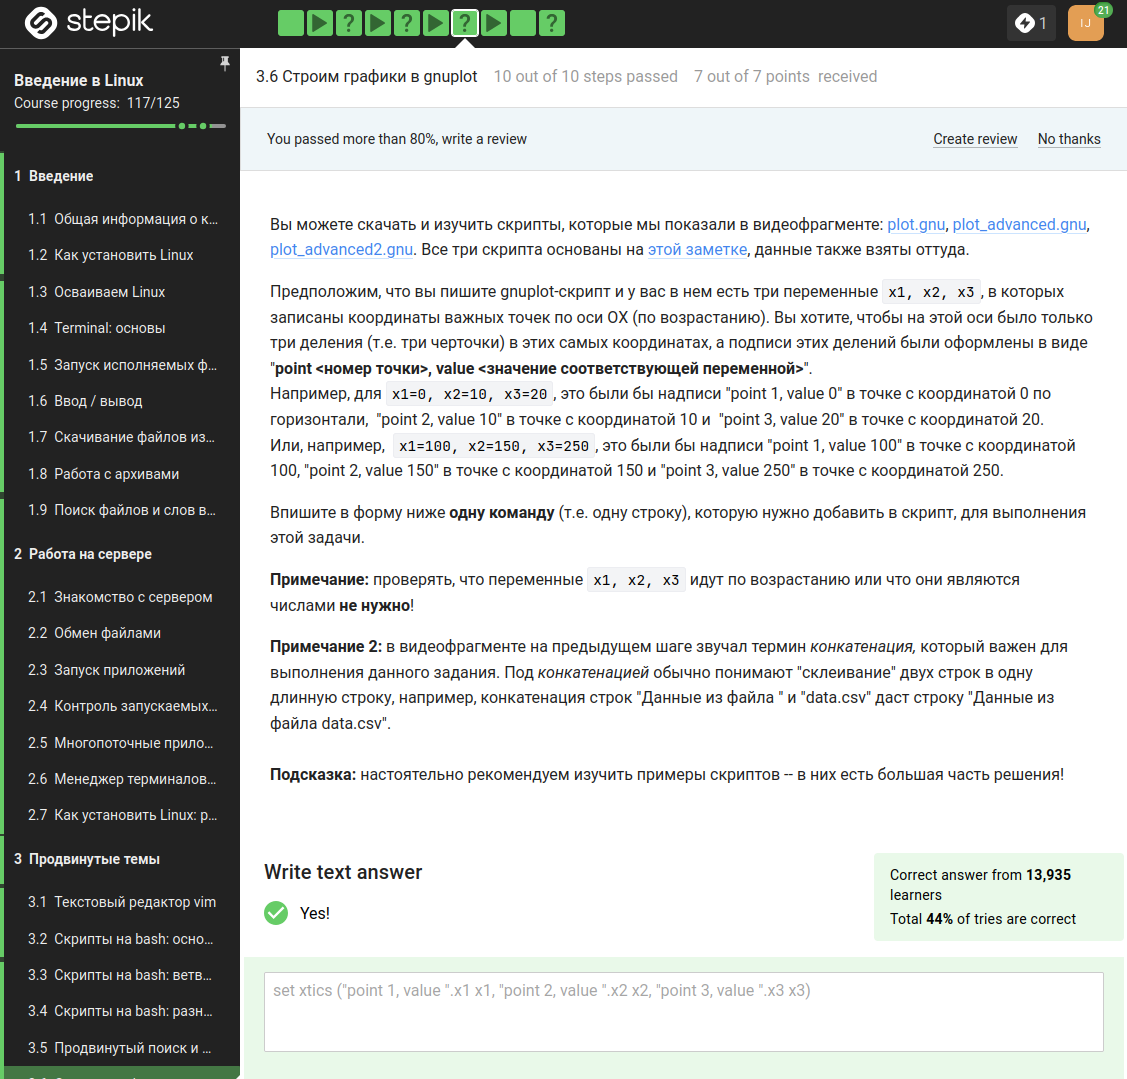 stepik
? ? ? ?
1
IJ
21
Введение в Linux
Course progress: 117/125
1 Введение
1.1 Общая информация о к...
1.2 Как установить Linux
1.3 Осваиваем Linux
1.4 Terminal: основы
1.5 Запуск исполняемых ф...
1.6 Ввод / вывод
1.7 Скачивание файлов из...
1.8 Работа с архивами
1.9 Поиск файлов и слов в...
2 Работа на сервере
2.1 Знакомство с сервером
2.2 Обмен файлами
2.3 Запуск приложений
2.4 Контроль запускаемых...
2.5 Многопоточные прило...
2.6 Менеджер терминалов...
2.7 Как установить Linux: р...
3 Продвинутые темы
3.1 Текстовый редактор vim
3.2 Скрипты на bash: осно...
3.3 Скрипты на bash: ветв...
3.4 Скрипты на bash: разн...
3.5 Продвинутый поиск и ...
3.6 Строим графики в gnuplot 10 out of 10 steps passed 7 out of 7 points received
You passed more than 80%, write a review Create review No thanks
Вы можете скачать и изучить скрипты, которые мы показали в видеофрагменте: plot.gnu, plot_advanced.gnu,
plot_advanced2.gnu. Все три скрипта основаны на этой заметке, данные также взяты оттуда.
Предположим, что вы пишите gnuplot-скрипт и у вас в нем есть три переменные x1, x2, x3, в которых
записаны координаты важных точек по оси OX (по возрастанию). Вы хотите, чтобы на этой оси было только
три деления (т.е. три черточки) в этих самых координатах, а подписи этих делений были оформлены в виде
"point <номер точки>, value <значение соответствующей переменной>".
Например, для x1=0, x2=10, x3=20, это были бы надписи "point 1, value 0" в точке с координатой 0 по
горизонтали, "point 2, value 10" в точке с координатой 10 и "point 3, value 20" в точке с координатой 20.
Или, например, x1=100, x2=150, x3=250, это были бы надписи "point 1, value 100" в точке с координатой
100, "point 2, value 150" в точке с координатой 150 и "point 3, value 250" в точке с координатой 250.
Впишите в форму ниже одну команду (т.е. одну строку), которую нужно добавить в скрипт, для выполнения
этой задачи.
Примечание: проверять, что переменные x1, x2, x3 идут по возрастанию или что они являются
числами не нужно!
Примечание 2: в видеофрагменте на предыдущем шаге звучал термин конкатенация, который важен для
выполнения данного задания. Под конкатенацией обычно понимают "склеивание" двух строк в одну
длинную строку, например, конкатенация строк "Данные из файла " и "data.csv" даст строку "Данные из
файла data.csv".
Подсказка: настоятельно рекомендуем изучить примеры скриптов -- в них есть большая часть решения!
Write text answer
Yes!
Correct answer from 13,935
learners
Total 44% of tries are correct
set xtics ("point 1, value ".x1 x1, "point 2, value ".x2 x2, "point 3, value ".x3 x3)